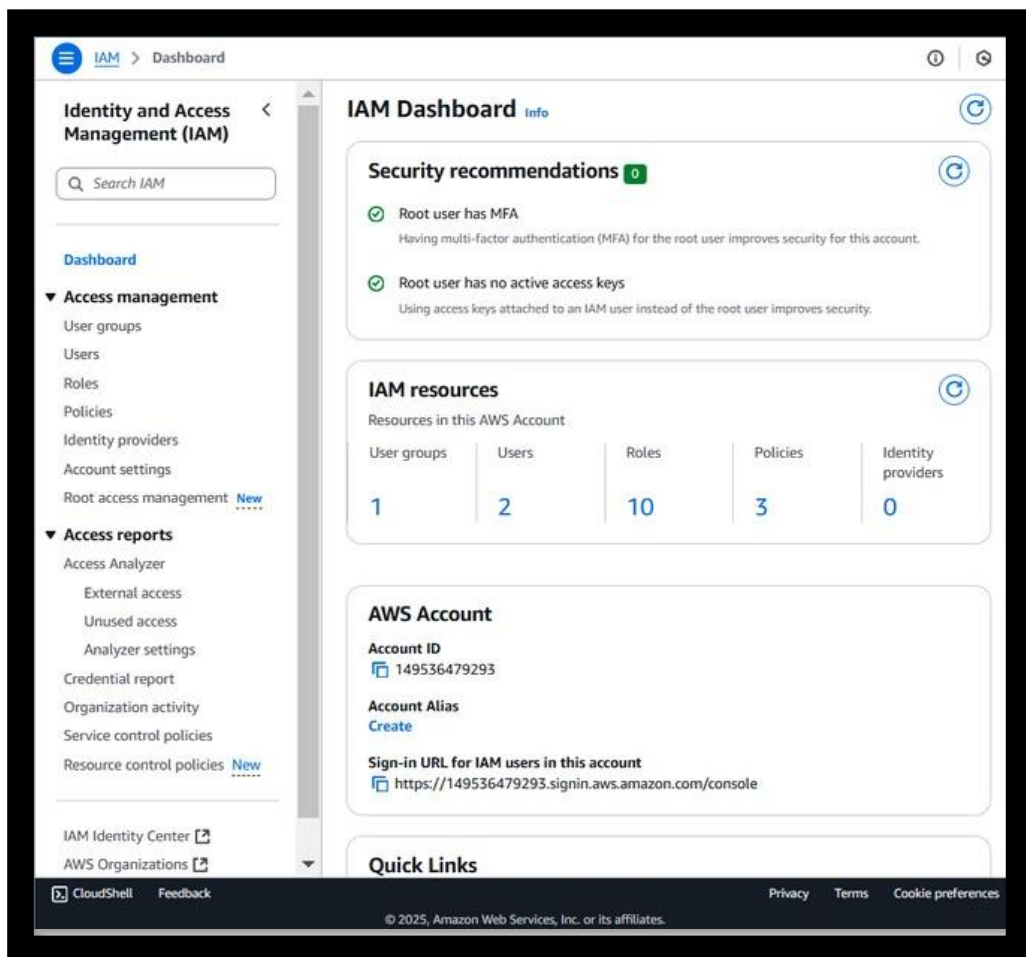 IAM > Dashboard
Identity and Access
Management (IAM)
Search IAM
Dashboard
Access management
User groups
Users
Roles
Policies
Identity providers
Account settings
Root access management New
Access reports
Access Analyzer
External access
Unused access
Analyzer settings
Credential report
Organization activity
Service control policies
Resource control policies New
IAM Identity Center
AWS Organizations
IAM Dashboard Info
Security recommendations 0
Root user has MFA
Having multi-factor authentication (MFA) for the root user improves security for this account.
Root user has no active access keys
Using access keys attached to an IAM user instead of the root user improves security.
IAM resources
Resources in this AWS Account
User groups Users Roles Policies Identity
providers
1 2 10 3 0
AWS Account
Account ID
149536479293
Account Alias
Create
Sign-in URL for IAM users in this account
https://149536479293.signin.aws.amazon.com/console
Quick Links
CloudShell Feedback Privacy Terms Cookie preferences
© 2025, Amazon Web Services, Inc. or its affiliates.